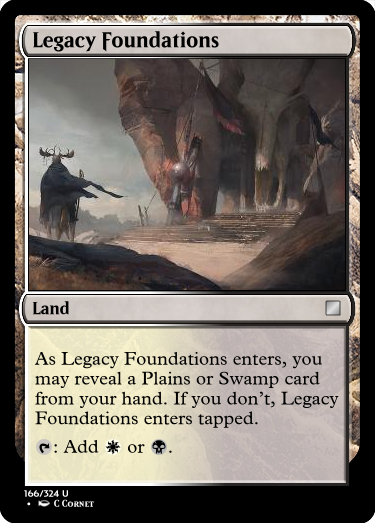 Legacy Foundations
Land
As Legacy Foundations enters, you
may reveal a Plains or Swamp card
from your hand. If you don't, Legacy
Foundations enters tapped.
: Add or .
166/324 U
• C Cornet